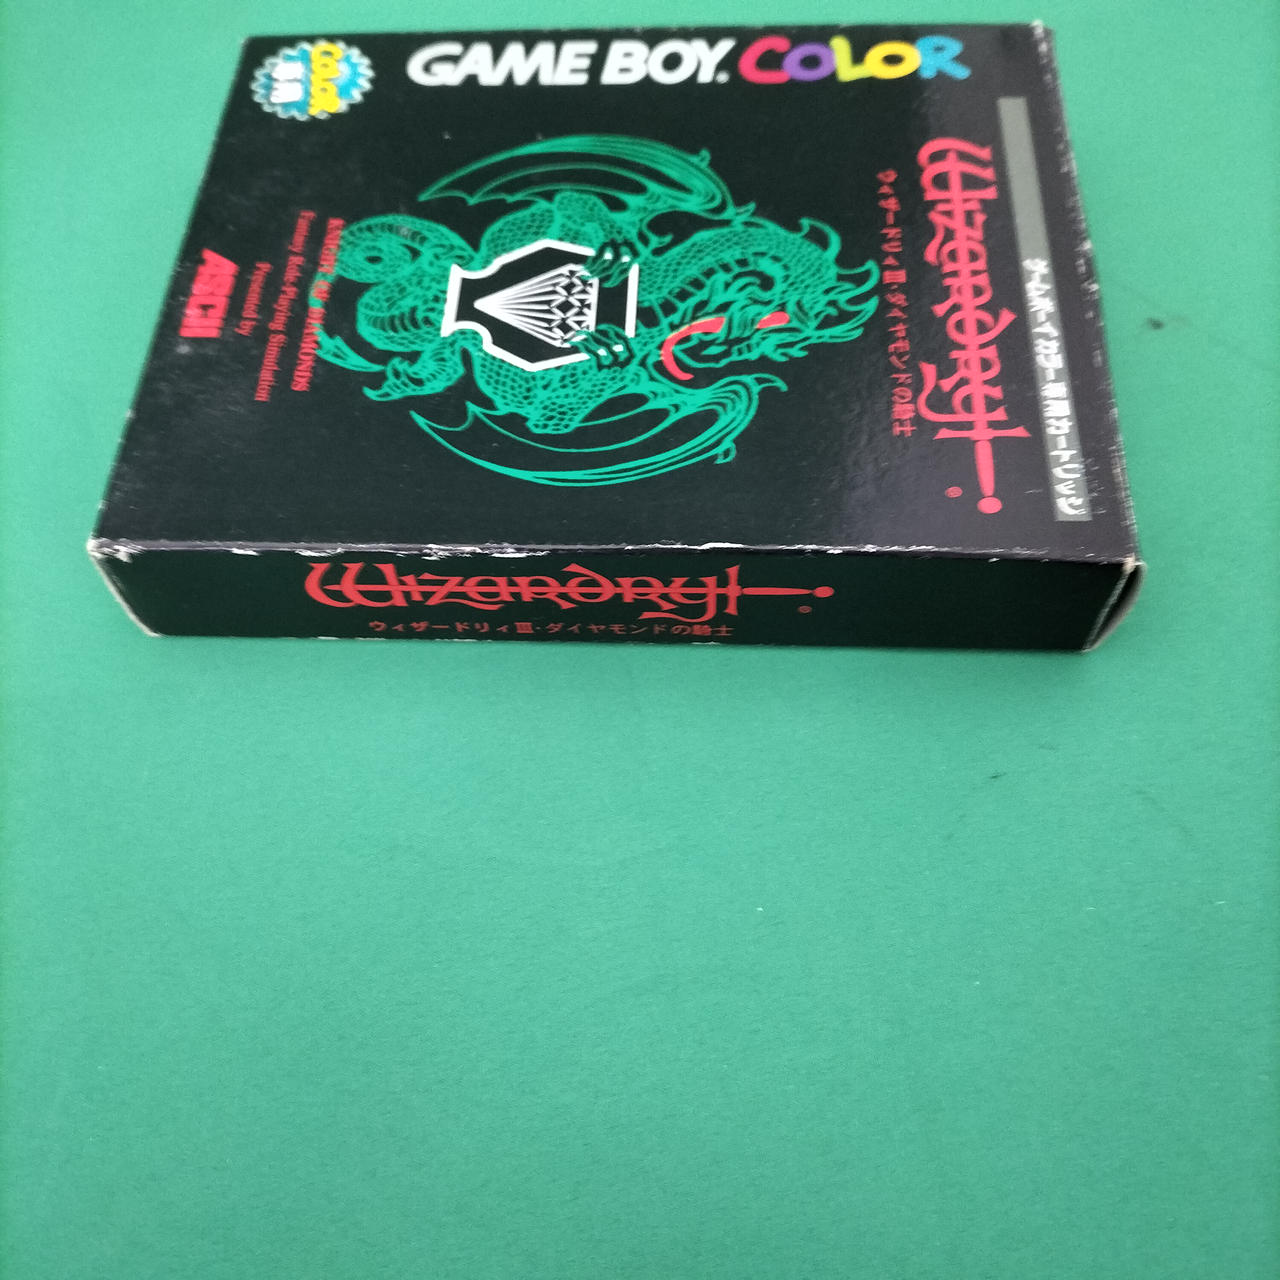 GAME BOY COLOR
COLOR
専用
ゲームボーイカラー専用カートリッジ
Wizardry®
ウィザードリィⅢ・ダイヤモンドの騎士
KNIGHT OF DIAMONDS
Fantasy Role-Playing Simulation
Presented by
ASCII
Wizardry®
ウィザードリィⅢ・ダイヤモンドの騎士